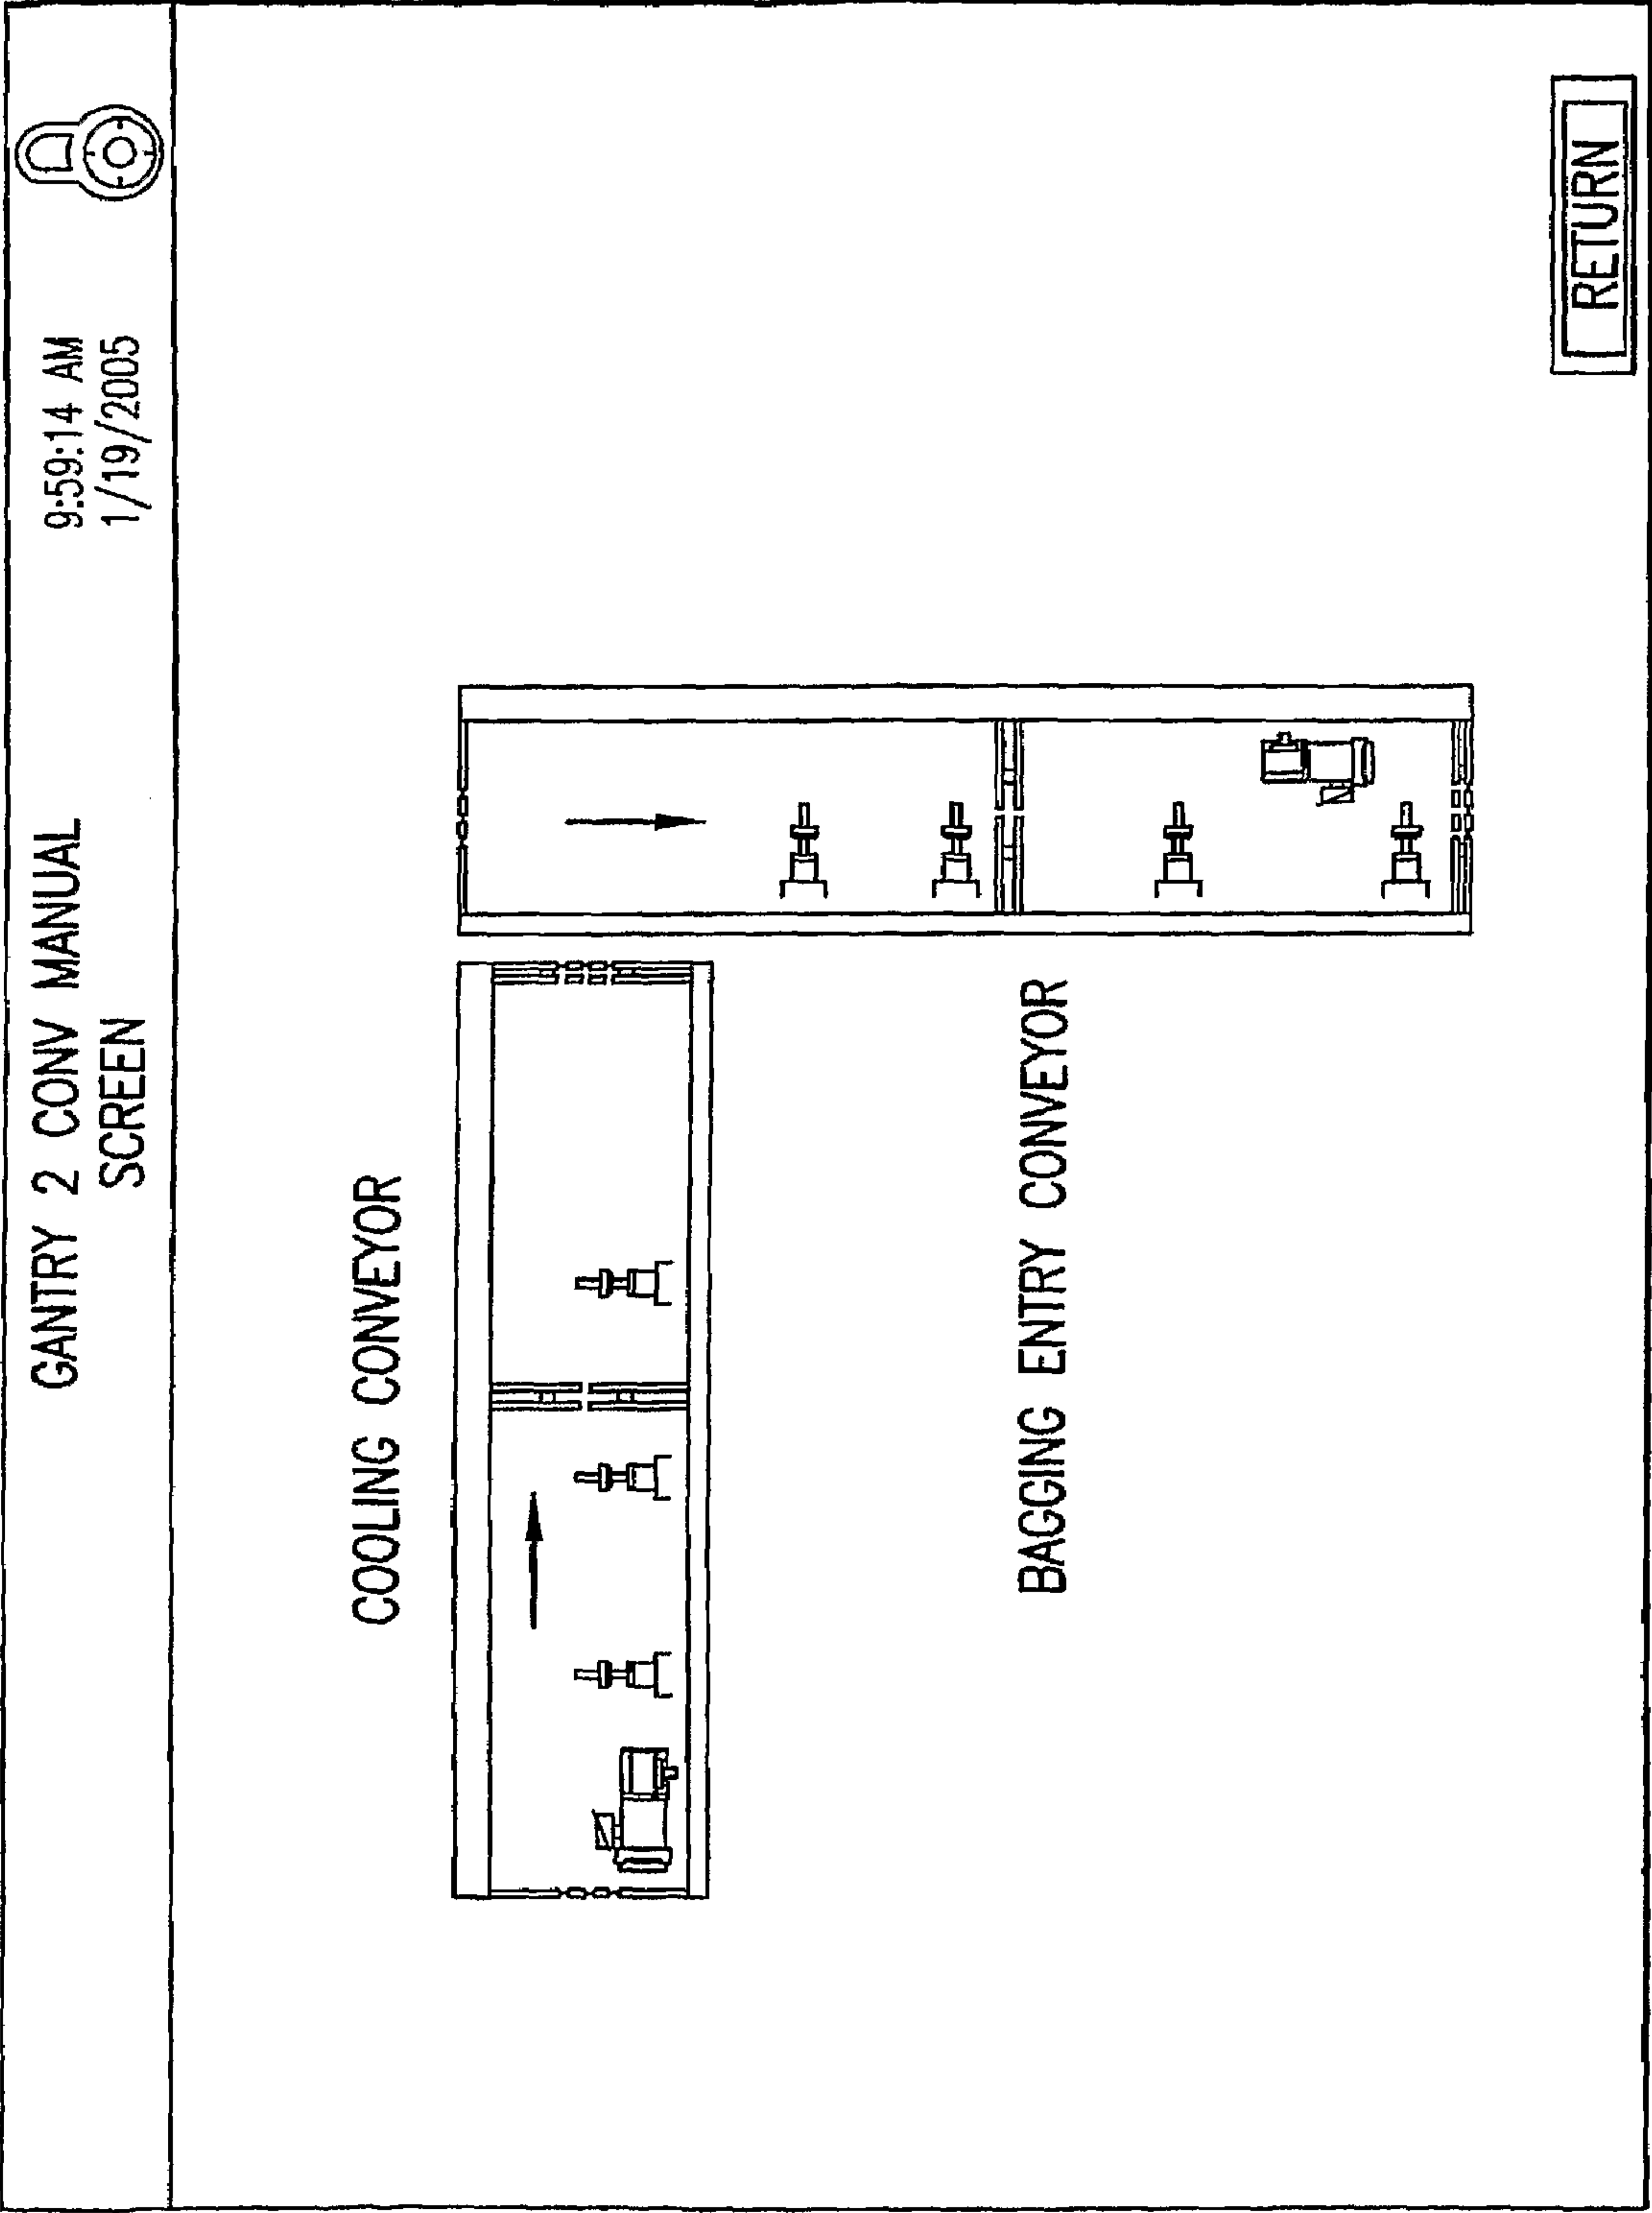 GANTRY 2 CONV MANUAL
SCREEN
9:59:14 AM
1/19/2005
COOLING CONVEYOR
BAGGING ENTRY CONVEYOR
RETURN